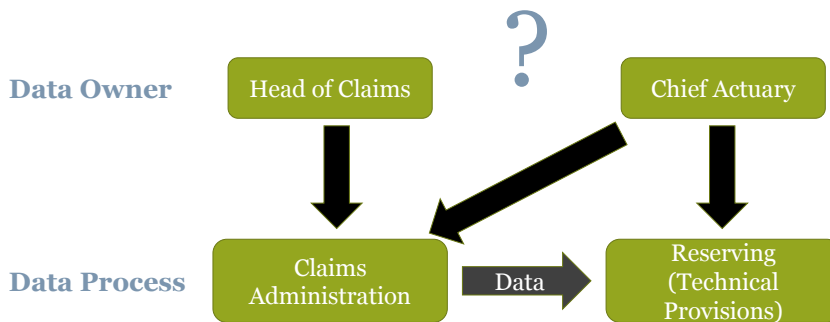 ?
Data Owner
Head of Claims
Chief Actuary
Data Process
Claims
Administration
Data
Reserving
(Technical
Provisions)